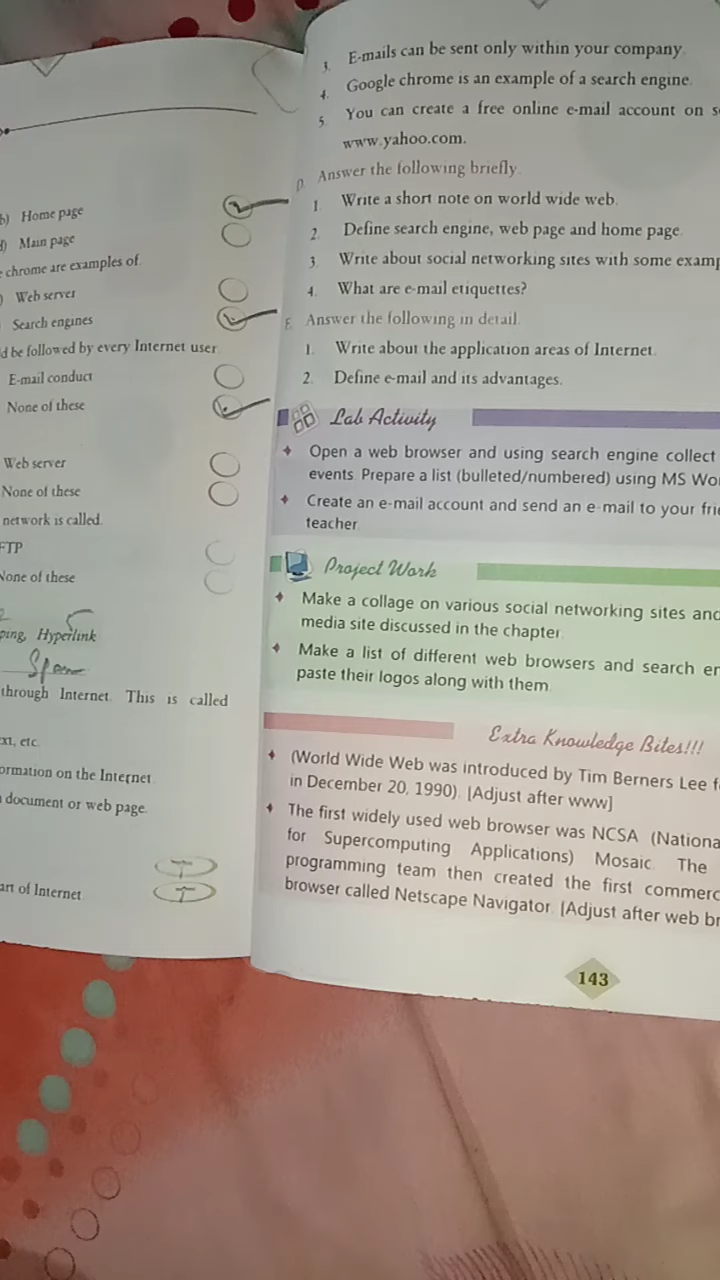 b) Home page
d) Main page
chrome are examples of
Web server
Search engines
d be followed by every Internet user
E-mail conduct
None of these
Web server
None of these
network is called.
FTP
None of these
ping, Hyperlink
Spam
through Internet. This is called
xt, etc.
ormation on the Internet
document or web page.
T
art of Internet
T
3. E-mails can be sent only within your company
4. Google chrome is an example of a search engine
5. You can create a free online e-mail account on s
www.yahoo.com.
D. Answer the following briefly.
1. Write a short note on world wide web.
2. Define search engine, web page and home page.
3. Write about social networking sites with some examp
4. What are e-mail etiquettes?
E. Answer the following in detail.
1. Write about the application areas of Internet.
2. Define e-mail and its advantages.
Lab Activity
Open a web browser and using search engine collect
events. Prepare a list (bulleted/numbered) using MS Wo
Create an e-mail account and send an e-mail to your frie
teacher.
Project Work
Make a collage on various social networking sites and
media site discussed in the chapter.
Make a list of different web browsers and search en
paste their logos along with them.
Extra Knowledge Bites!!!
(World Wide Web was introduced by Tim Berners Lee f
in December 20, 1990). [Adjust after www]
The first widely used web browser was NCSA (Nationa
for Supercomputing Applications) Mosaic. The
programming team then created the first commerc
browser called Netscape Navigator. [Adjust after web br
143